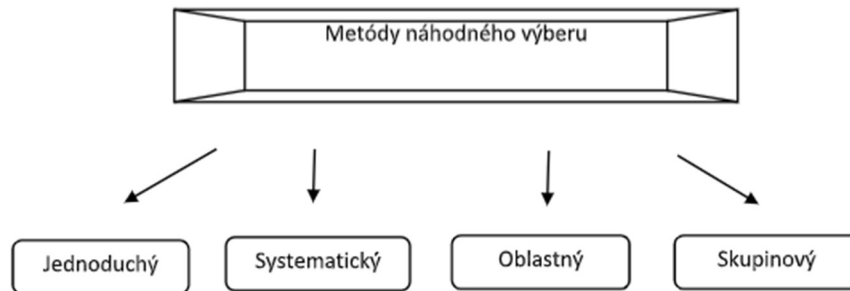 Metódy náhodného výberu
Jednoduchý
Systematický
Oblastný
Skupinový